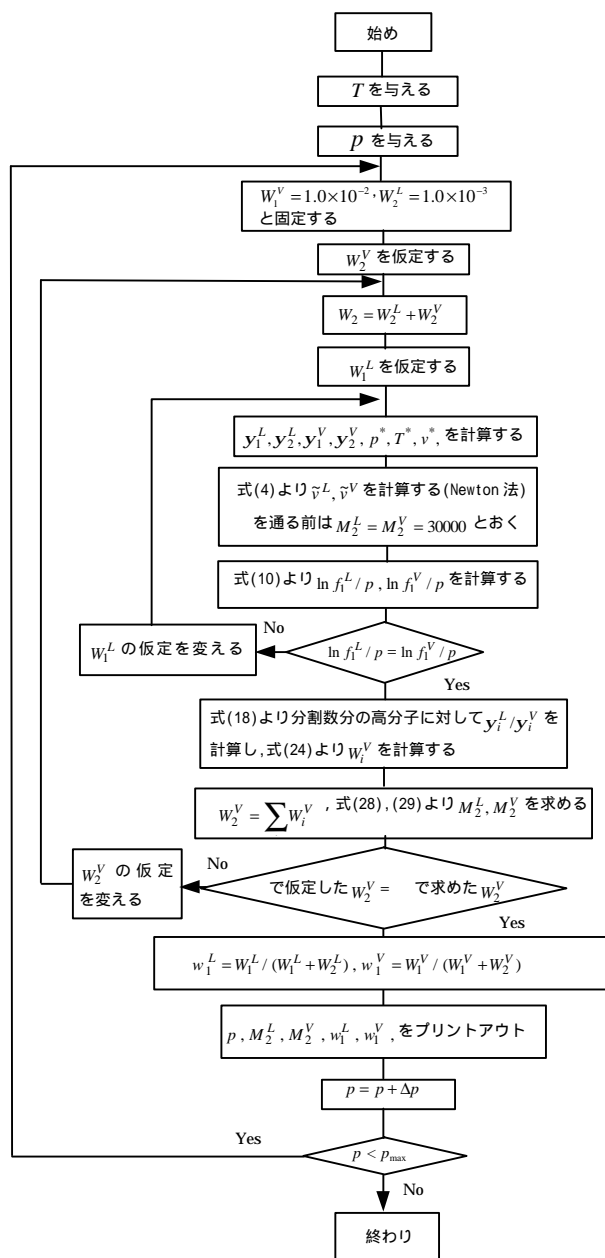 始め
T を与える
p を与える
W₁ⱽ = 1.0×10⁻², W₂ᴸ = 1.0×10⁻³
と固定する
W₂ⱽ を仮定する
W₂ = W₂ᴸ + W₂ⱽ
W₁ᴸ を仮定する
y₁ᴸ, y₂ᴸ, y₁ⱽ, y₂ⱽ, p*, T*, v*, を計算する
式(4)より ṽᴸ, ṽⱽ を計算する(Newton 法)
を通る前は M₂ᴸ = M₂ⱽ = 30000 とおく
式(10)より ln f₁ᴸ / p , ln f₁ⱽ / p を計算する
No
W₁ᴸ の仮定を変える
ln f₁ᴸ / p = ln f₁ⱽ / p
Yes
式(18)より分割数分の高分子に対して yᵢᴸ/yᵢⱽ を
計算し,式(24)より Wᵢⱽ を計算する
W₂ⱽ = ∑Wᵢⱽ , 式(28),(29)より M₂ᴸ, M₂ⱽ を求める
No
W₂ⱽ の仮定
を変える
で仮定した W₂ⱽ = で求めた W₂ⱽ
Yes
w₁ᴸ = W₁ᴸ / (W₁ᴸ + W₂ᴸ) , w₁ⱽ = W₁ⱽ / (W₁ⱽ + W₂ⱽ)
p , M₂ᴸ, M₂ⱽ , w₁ᴸ, w₁ⱽ , をプリントアウト
p = p + Δp
Yes
p < pₘₐₓ
No
終わり